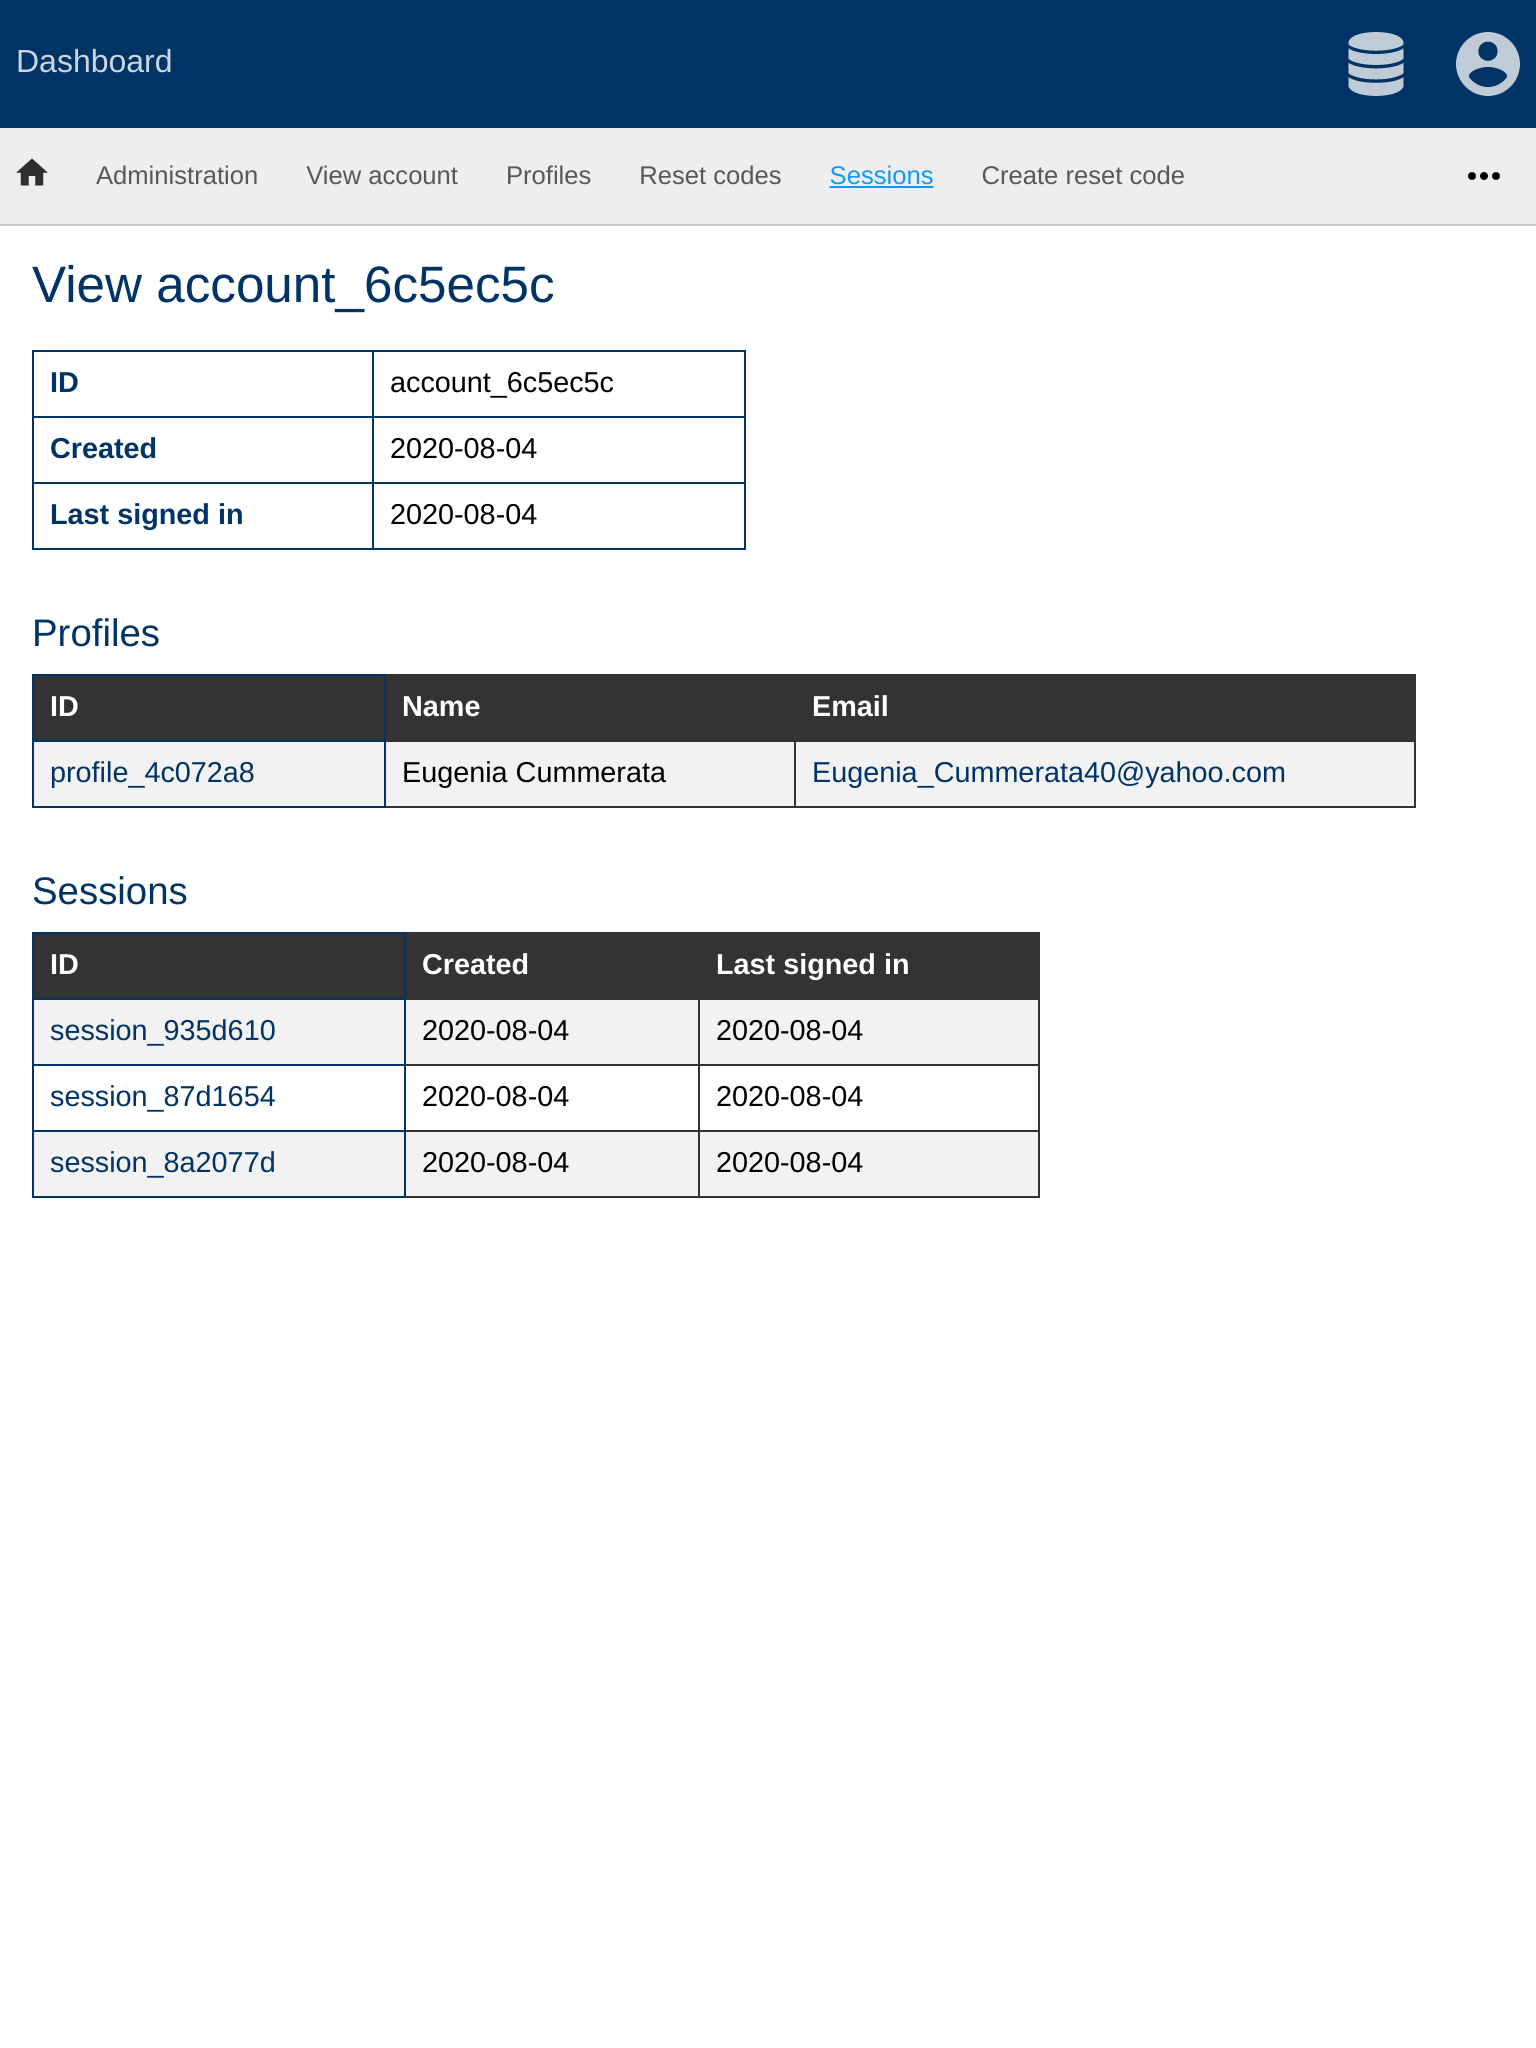 Dashboard
Administration View account Profiles Reset codes Sessions Create reset code
View account_6c5ec5c
ID account_6c5ec5c
Created 2020-08-04
Last signed in 2020-08-04
Profiles
ID Name Email
profile_4c072a8 Eugenia Cummerata Eugenia_Cummerata40@yahoo.com
Sessions
ID Created Last signed in
session_935d610 2020-08-04 2020-08-04
session_87d1654 2020-08-04 2020-08-04
session_8a2077d 2020-08-04 2020-08-04